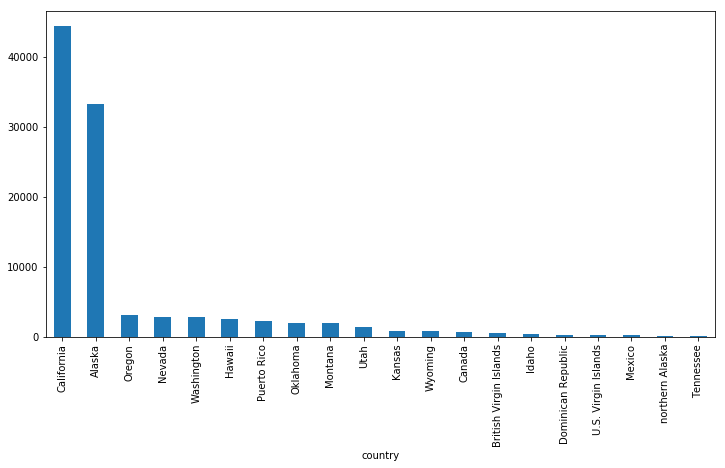 40000
30000
20000
10000
0
California
Alaska
Oregon
Nevada
Washington
Hawaii
Puerto Rico
Oklahoma
Montana
Utah
Kansas
Wyoming
Canada
British Virgin Islands
Idaho
Dominican Republic
U.S. Virgin Islands
Mexico
northern Alaska
Tennessee
country